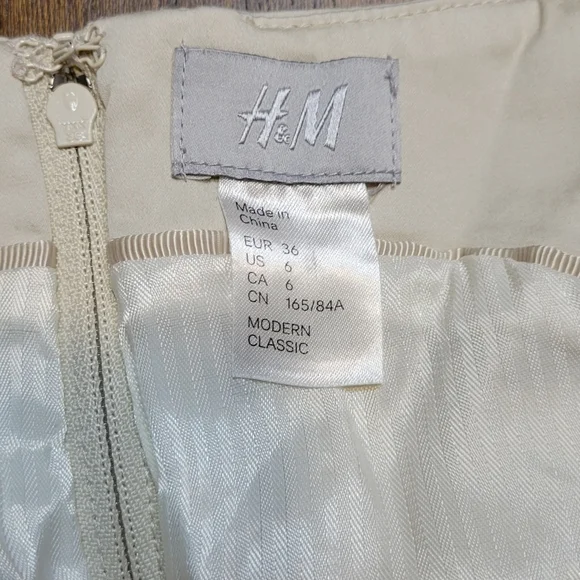 H&M
Made in
China
EUR 36
US 6
CA 6
CN 165/84A
MODERN
CLASSIC